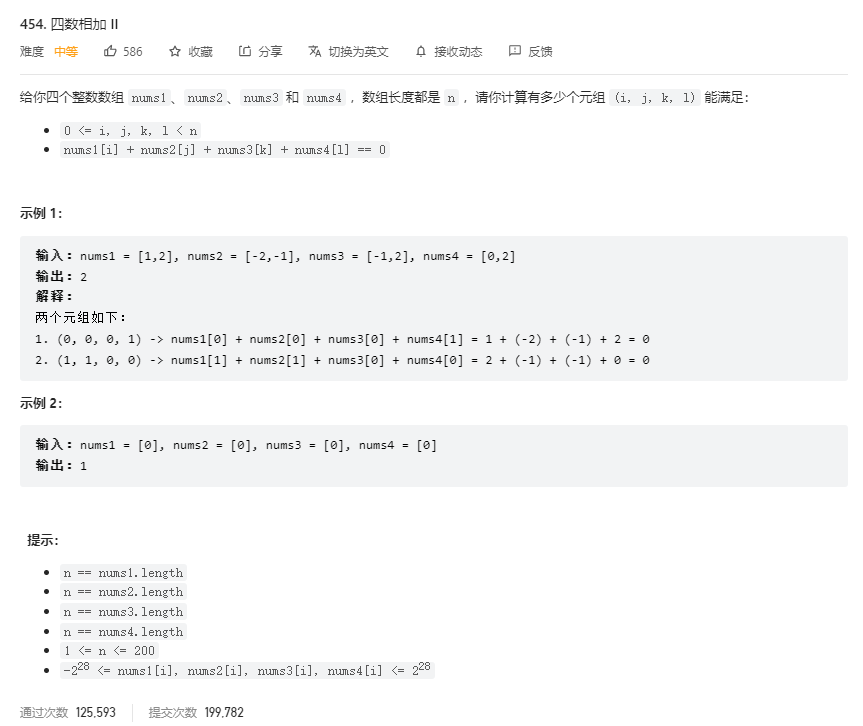 454. 四数相加 II
难度 中等 586 收藏 分享 切换为英文 接收动态 反馈
给你四个整数数组 nums1、nums2、nums3 和 nums4 ，数组长度都是 n ，请你计算有多少个元组 (i, j, k, l) 能满足：
0 <= i, j, k, l < n
nums1[i] + nums2[j] + nums3[k] + nums4[l] == 0
示例 1：
输入：nums1 = [1,2], nums2 = [-2,-1], nums3 = [-1,2], nums4 = [0,2]
输出：2
解释：
两个元组如下：
1. (0, 0, 0, 1) -> nums1[0] + nums2[0] + nums3[0] + nums4[1] = 1 + (-2) + (-1) + 2 = 0
2. (1, 1, 0, 0) -> nums1[1] + nums2[1] + nums3[0] + nums4[0] = 2 + (-1) + (-1) + 0 = 0
示例 2：
输入：nums1 = [0], nums2 = [0], nums3 = [0], nums4 = [0]
输出：1
提示：
n == nums1.length
n == nums2.length
n == nums3.length
n == nums4.length
1 <= n <= 200
-2^28 <= nums1[i], nums2[i], nums3[i], nums4[i] <= 2^28
通过次数 125,593 提交次数 199,782